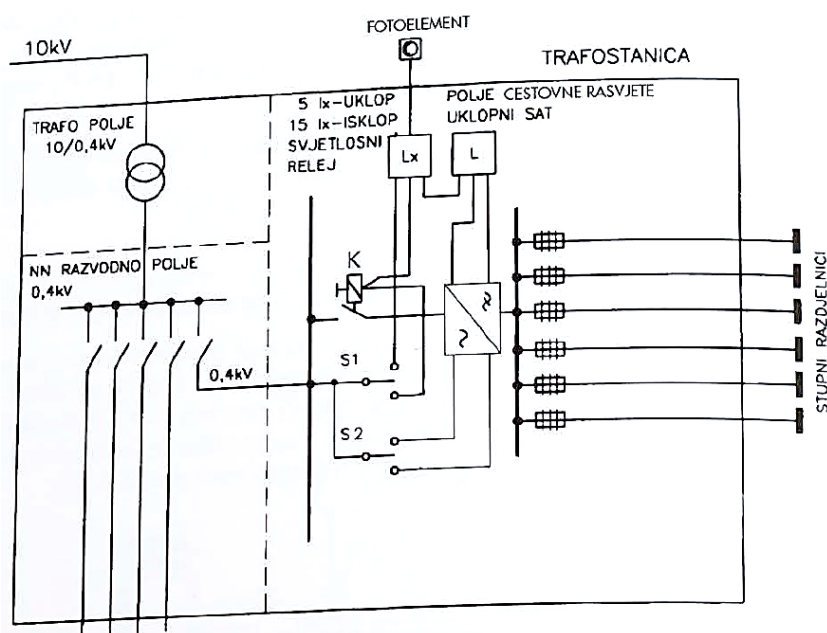 FOTOELEMENT
10kV
TRAFOSTANICA
5 lx-UKLOP
15 lx-ISKLOP
SVJETLOSNI
RELEJ
POLJE CESTOVNE RASVJETE
UKLOPNI SAT
TRAFO POLJE
10/0,4kV
Lx
L
NN RAZVODNO POLJE
0,4kV
K
0,4kV
S1
S2
STUPNI RAZDJELNICI